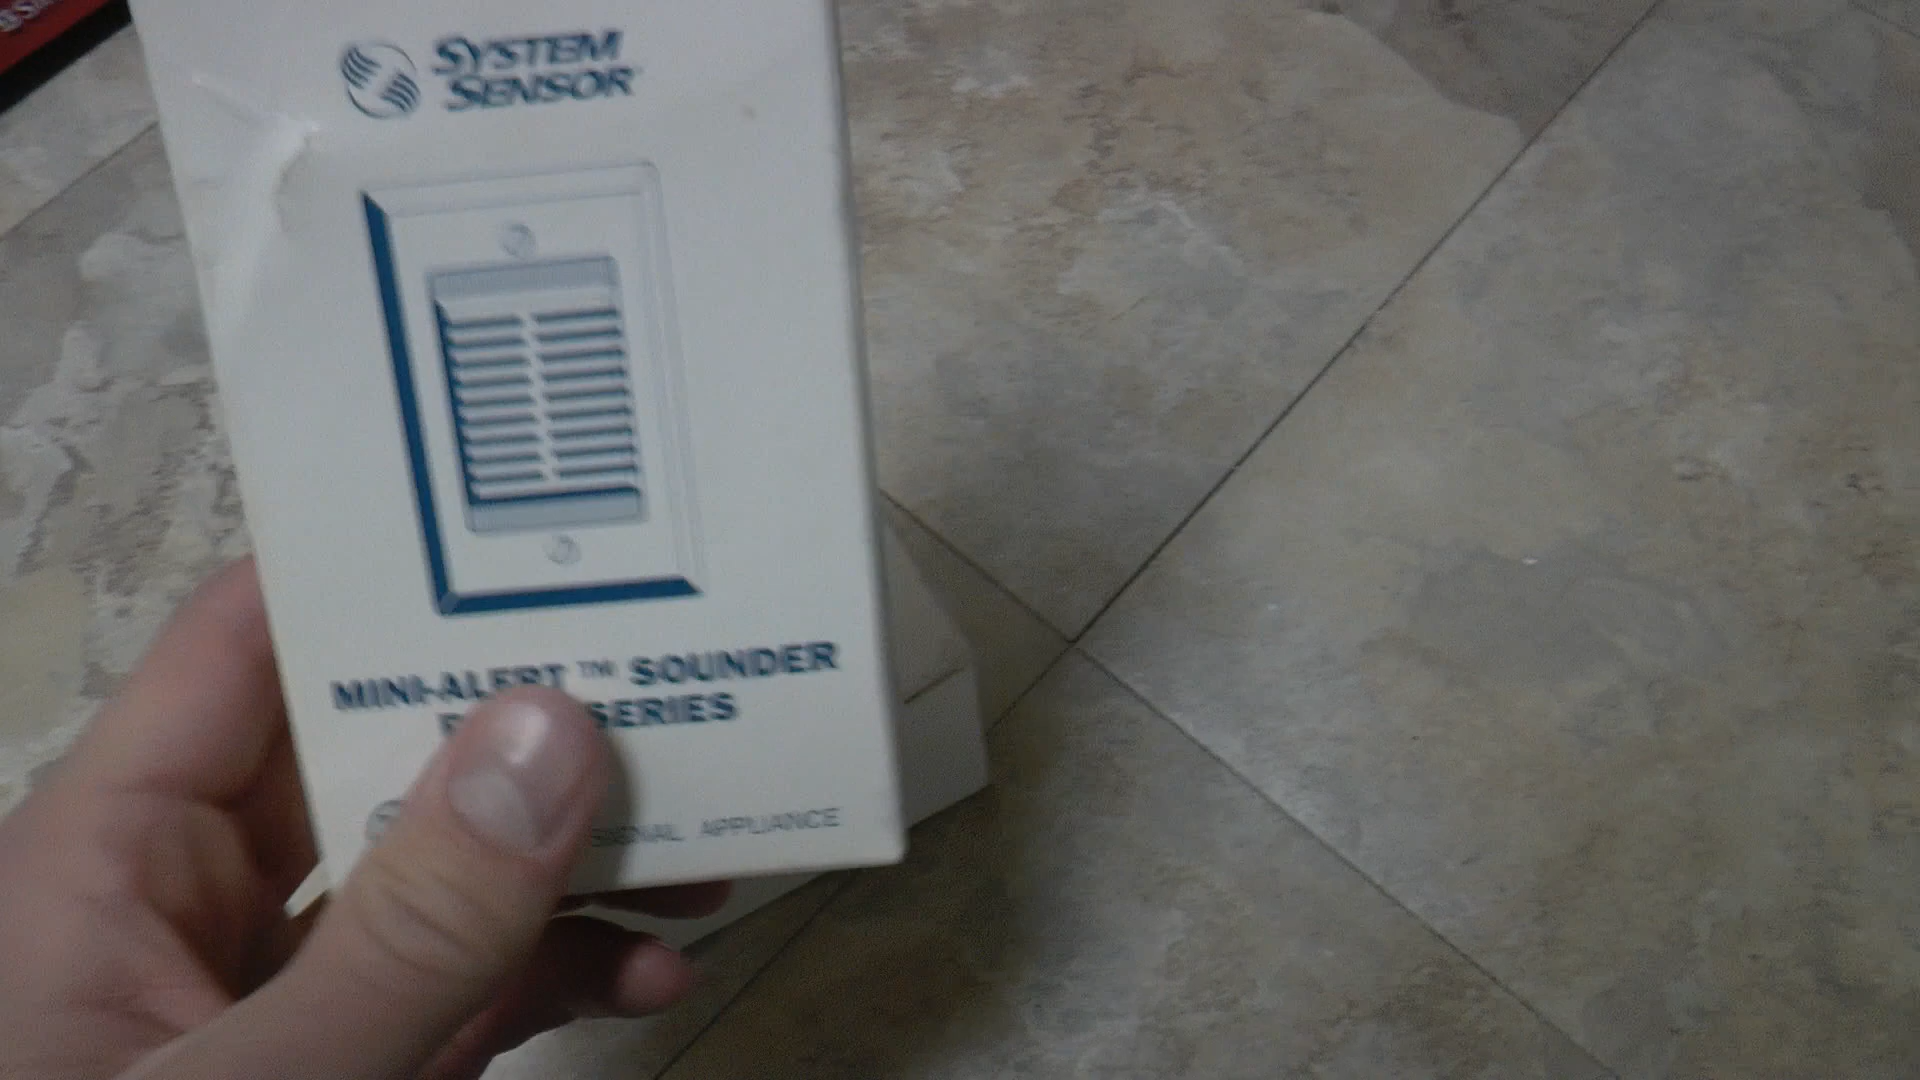 SYSTEM
SENSOR
MINI-ALERT ™ SOUNDER
SERIES
SIGNAL APPLIANCE